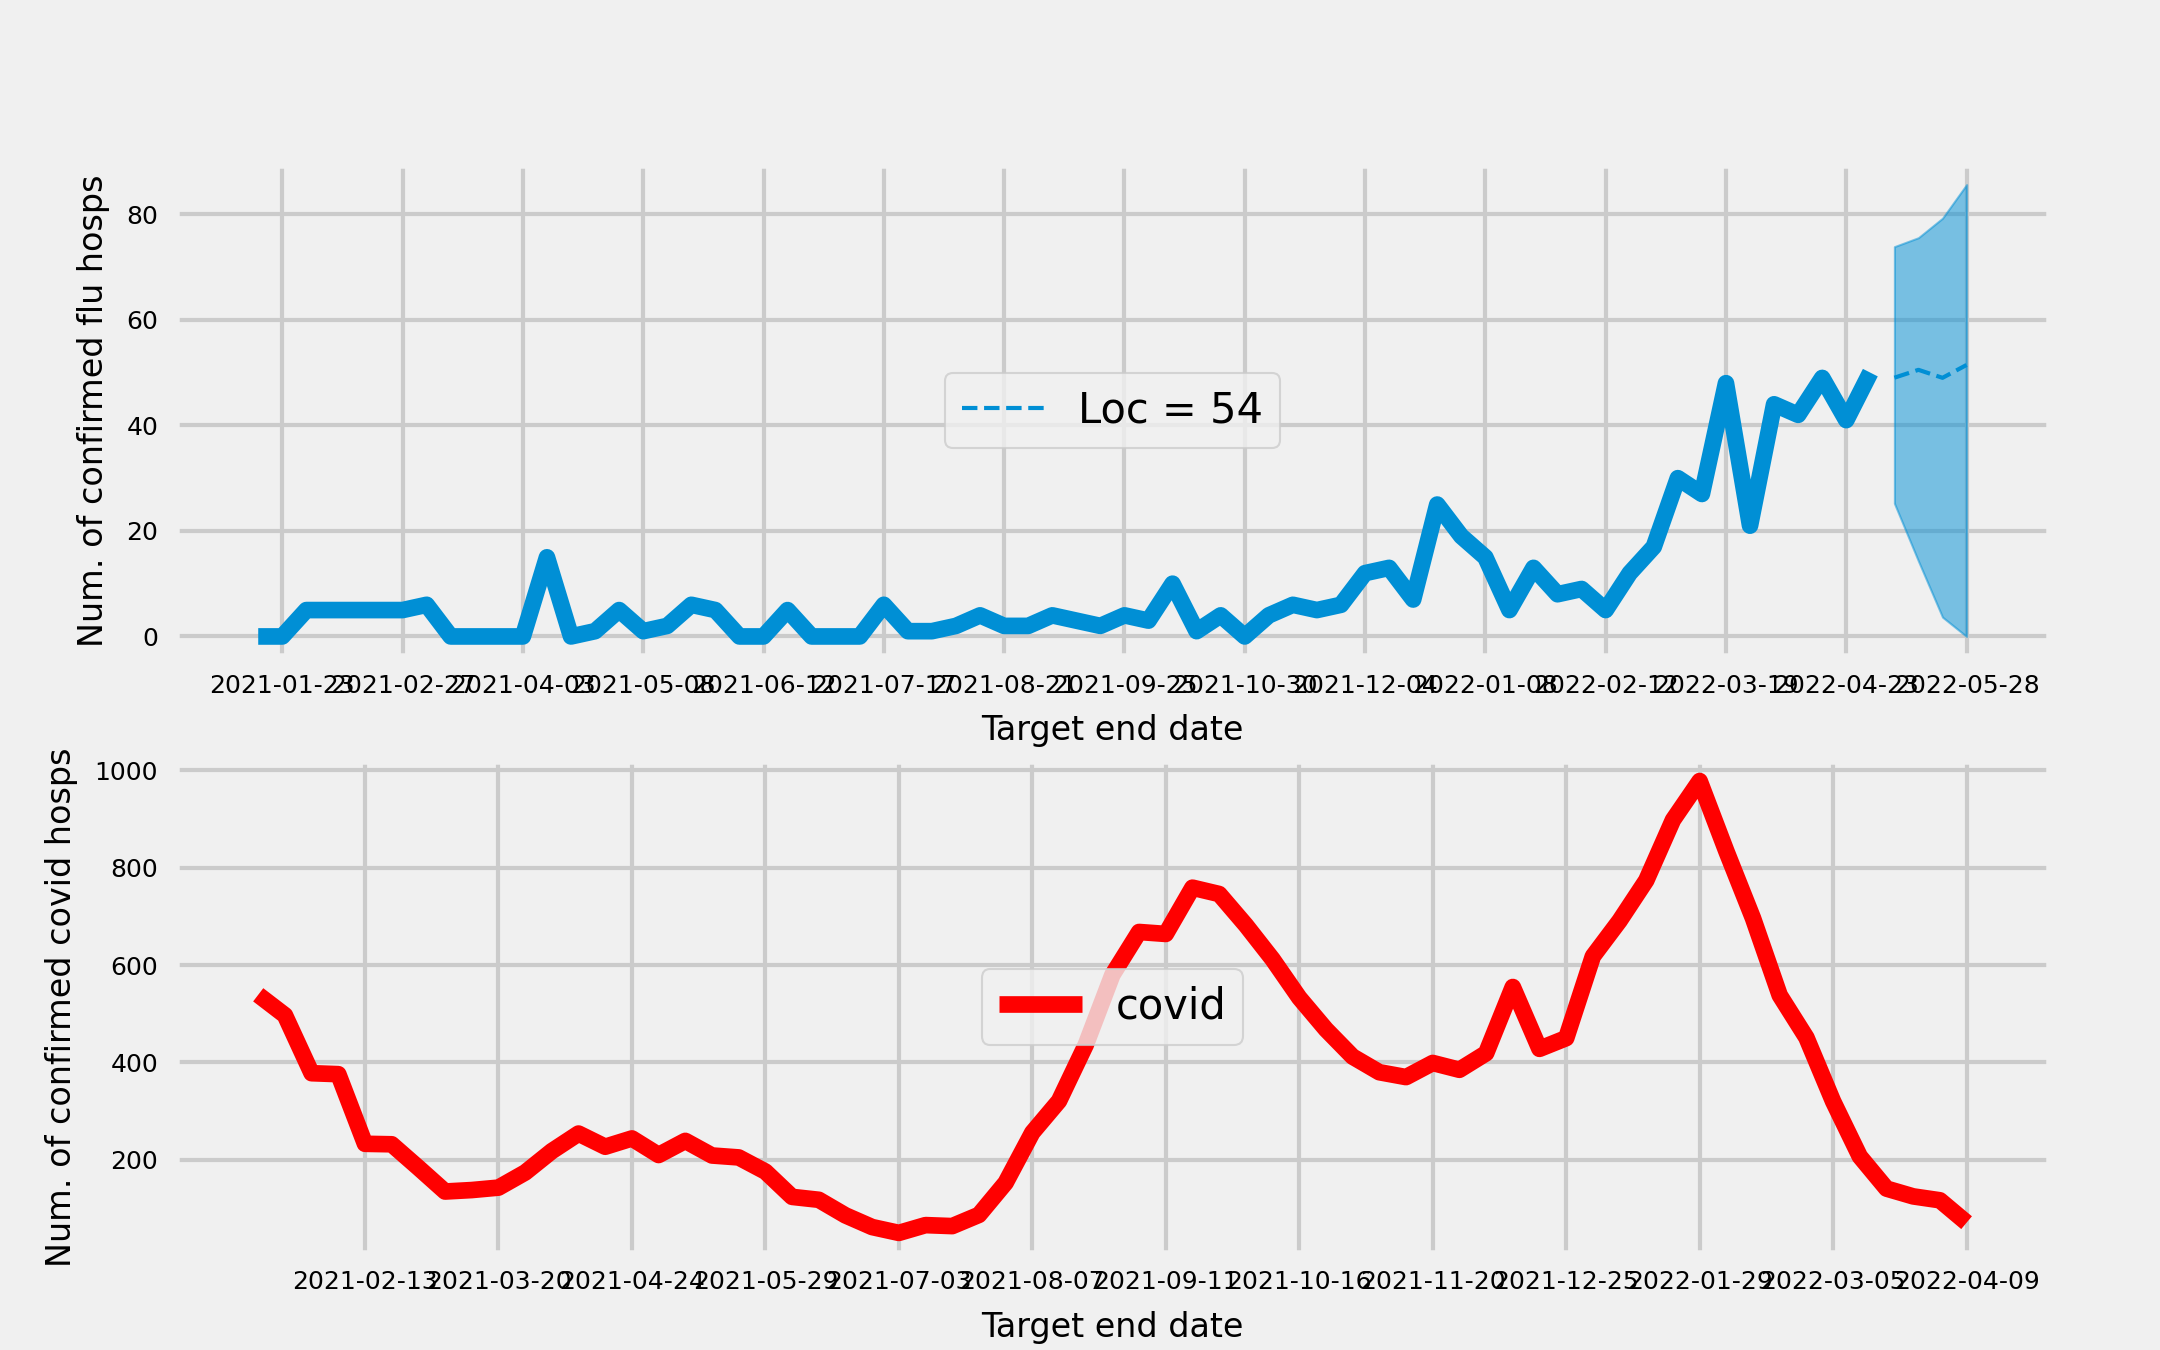 Num. of confirmed flu hosps
80
60
40
20
0
Loc = 54
2021-01-23 2021-02-27 2021-04-03 2021-05-08 2021-06-12 2021-07-17 2021-08-21 2021-09-25 2021-10-30 2021-12-04 2022-01-08 2022-02-12 2022-03-19 2022-04-23 2022-05-28
Target end date
Num. of confirmed covid hosps
1000
800
600
400
200
covid
2021-02-13 2021-03-20 2021-04-24 2021-05-29 2021-07-03 2021-08-07 2021-09-11 2021-10-16 2021-11-20 2021-12-25 2022-01-29 2022-03-05 2022-04-09
Target end date